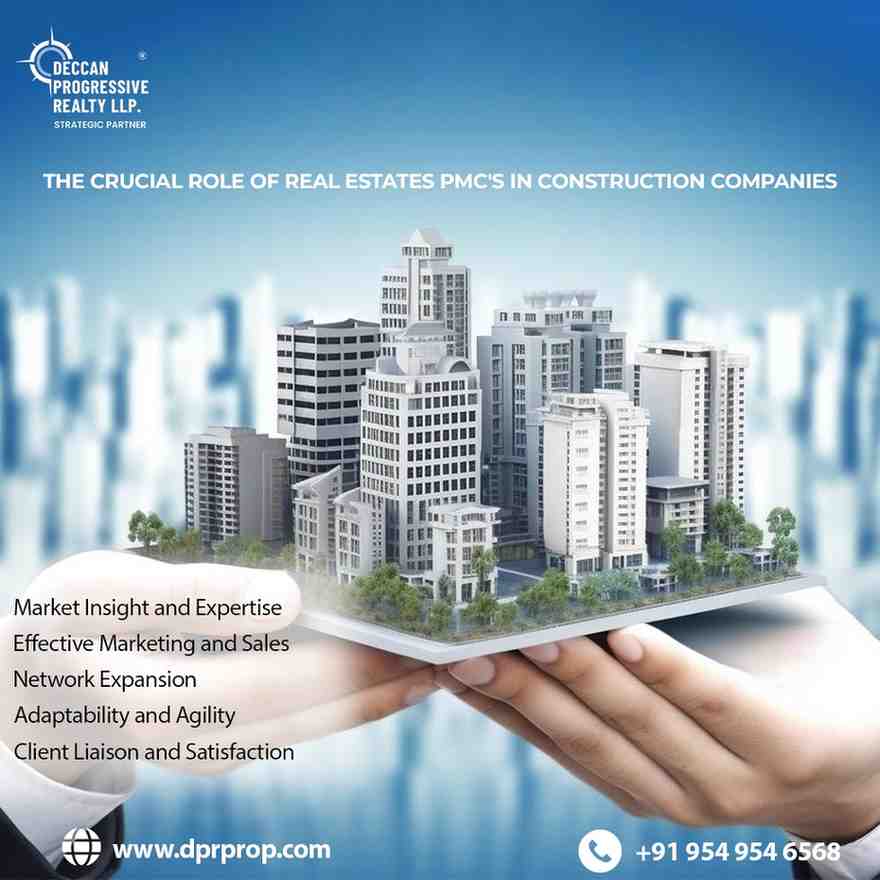 DECCAN
PROGRESSIVE
REALTY LLP.
®
STRATEGIC PARTNER
THE CRUCIAL ROLE OF REAL ESTATES PMC'S IN CONSTRUCTION COMPANIES
Market Insight and Expertise
Effective Marketing and Sales
Network Expansion
Adaptability and Agility
Client Liaison and Satisfaction
www.dprprop.com
+91 954 954 6568